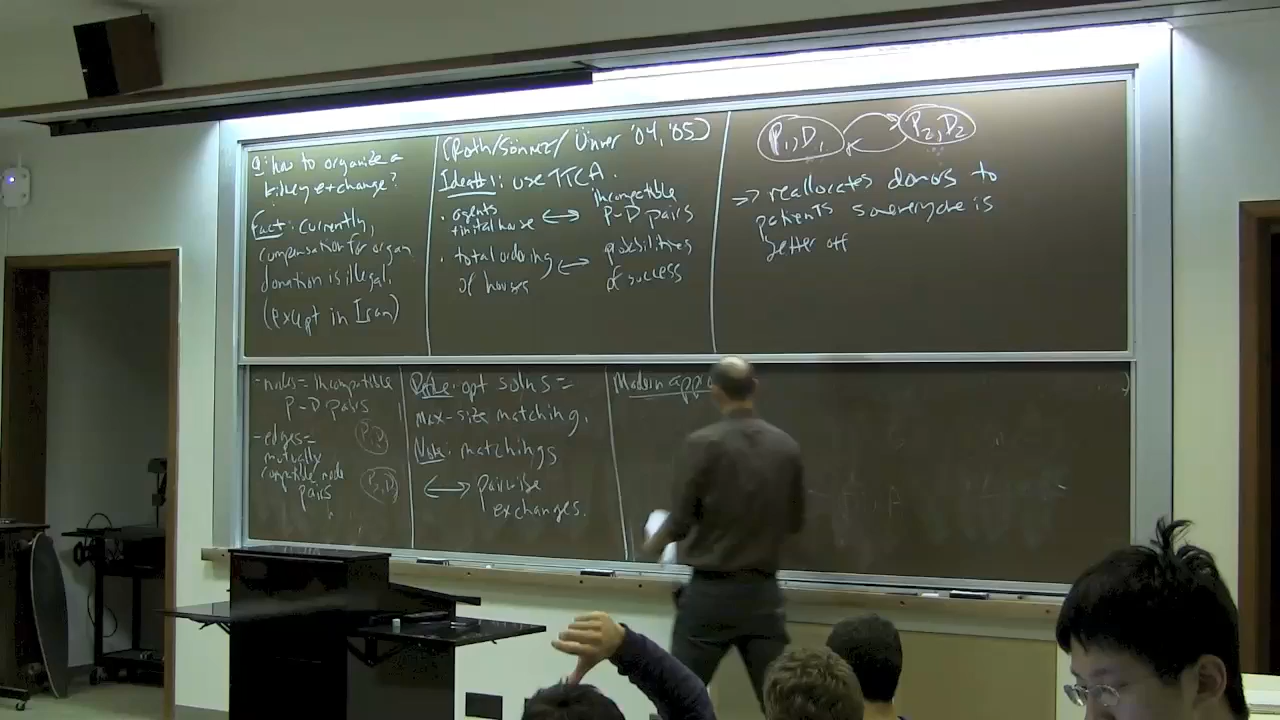 Q: how to organize a
kidney exchange?
Fact: currently,
compensation for organ
donation is illegal.
(except in Iran)
(Roth/Sönmez/Ünver '04, '05)
Idea #1: use TTCA.
· agents + initial house ⟷ incompatible P-D pairs
· total ordering of houses ⟷ probabilities of success
P₁, D₁
P₂, D₂
=> reallocates donors to
patients so everyone is
better off
- nodes = incompatible
P-D pairs
- edges =
mutually
compatible node
pairs
opt solns =
max-size matching.
Note: matchings
⟷ pairwise
exchanges.